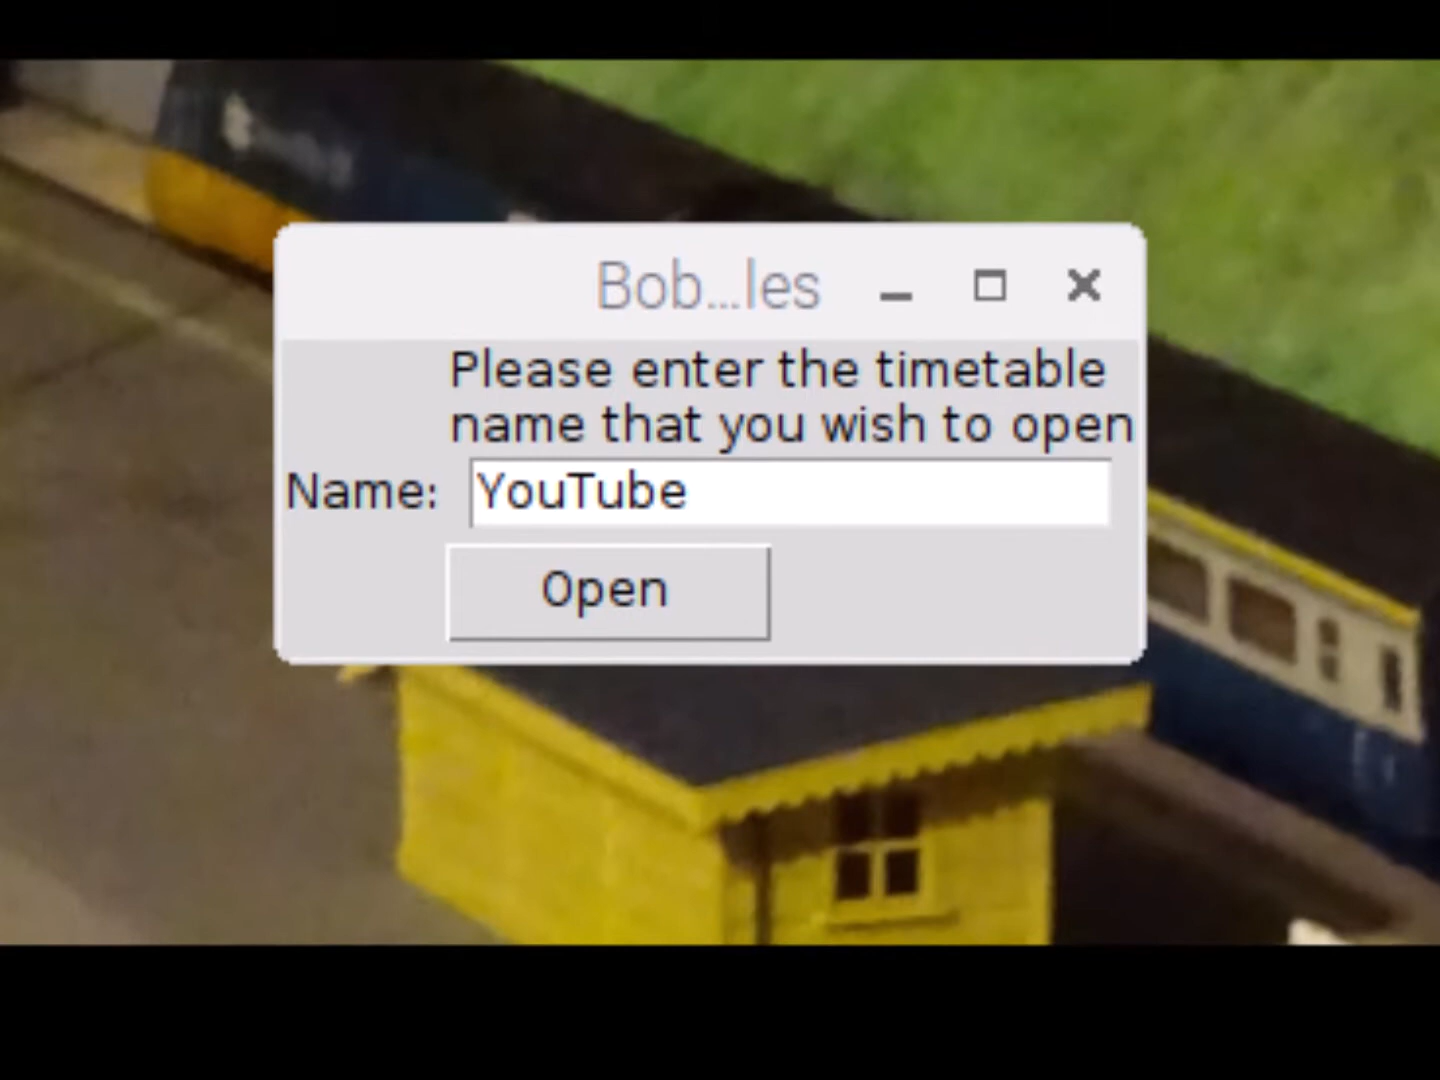 Bob...les
Please enter the timetable
name that you wish to open
Name: YouTube
Open